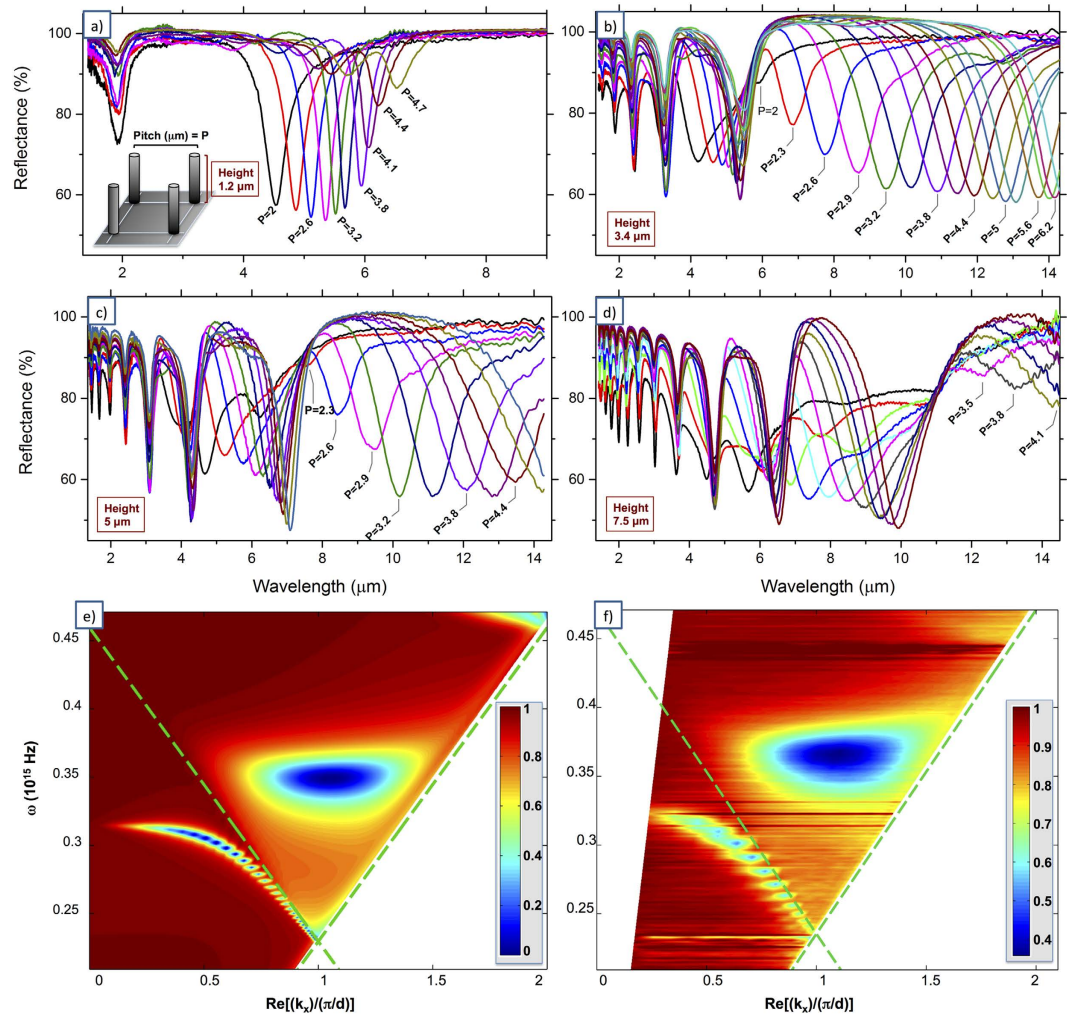 a)
Reflectance (%)
100
80
60
2
4
6
8
Pitch (μm) = P
Height
1.2 μm
P=2
P=2.6
P=3.2
P=3.8
P=4.1
P=4.4
P=4.7
b)
Reflectance (%)
100
80
60
2
4
6
8
10
12
14
Height
3.4 μm
P=2
P=2.3
P=2.6
P=2.9
P=3.2
P=3.8
P=4.4
P=5
P=5.6
P=6.2
c)
Reflectance (%)
100
80
60
2
4
6
8
10
12
14
Wavelength (μm)
Height
5 μm
P=2.3
P=2.6
P=2.9
P=3.2
P=3.8
P=4.4
d)
Reflectance (%)
100
80
60
2
4
6
8
10
12
14
Wavelength (μm)
Height
7.5 μm
P=3.5
P=3.8
P=4.1
e)
ω (10¹⁵ Hz)
0.45
0.4
0.35
0.3
0.25
0
0.5
1
1.5
2
Re[(kₓ)/(π/d)]
1
0.8
0.6
0.4
0.2
0
f)
0.45
0.4
0.35
0.3
0.25
0
0.5
1
1.5
2
Re[(kₓ)/(π/d)]
1
0.9
0.8
0.7
0.6
0.5
0.4